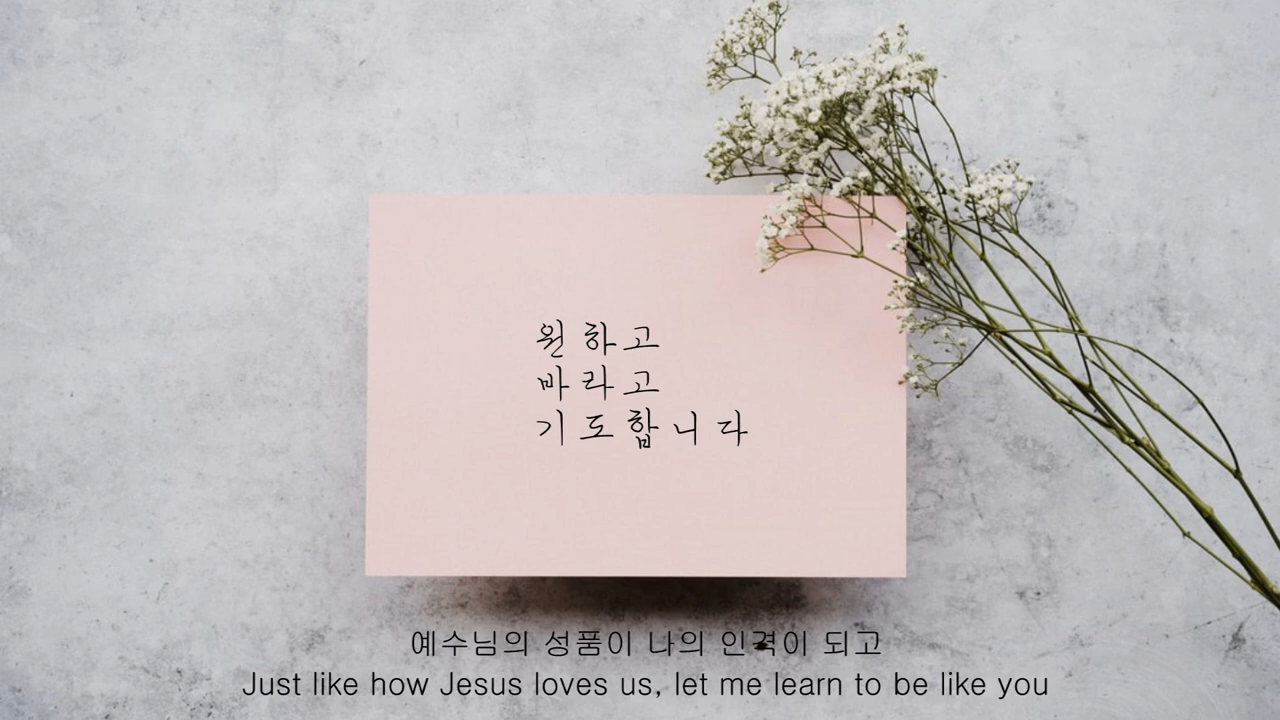 원하고
바라고
기도합니다
예수님의 성품이 나의 인격이 되고
Just like how Jesus loves us, let me learn to be like you